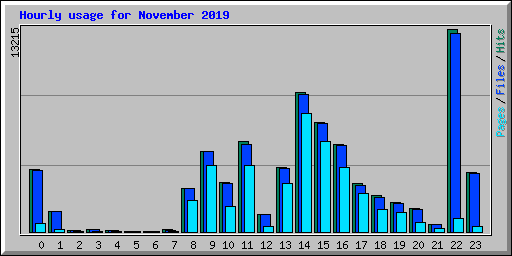 Hourly usage for November 2019
13215
Pages/Files/Hits
0 1 2 3 4 5 6 7 8 9 10 11 12 13 14 15 16 17 18 19 20 21 22 23